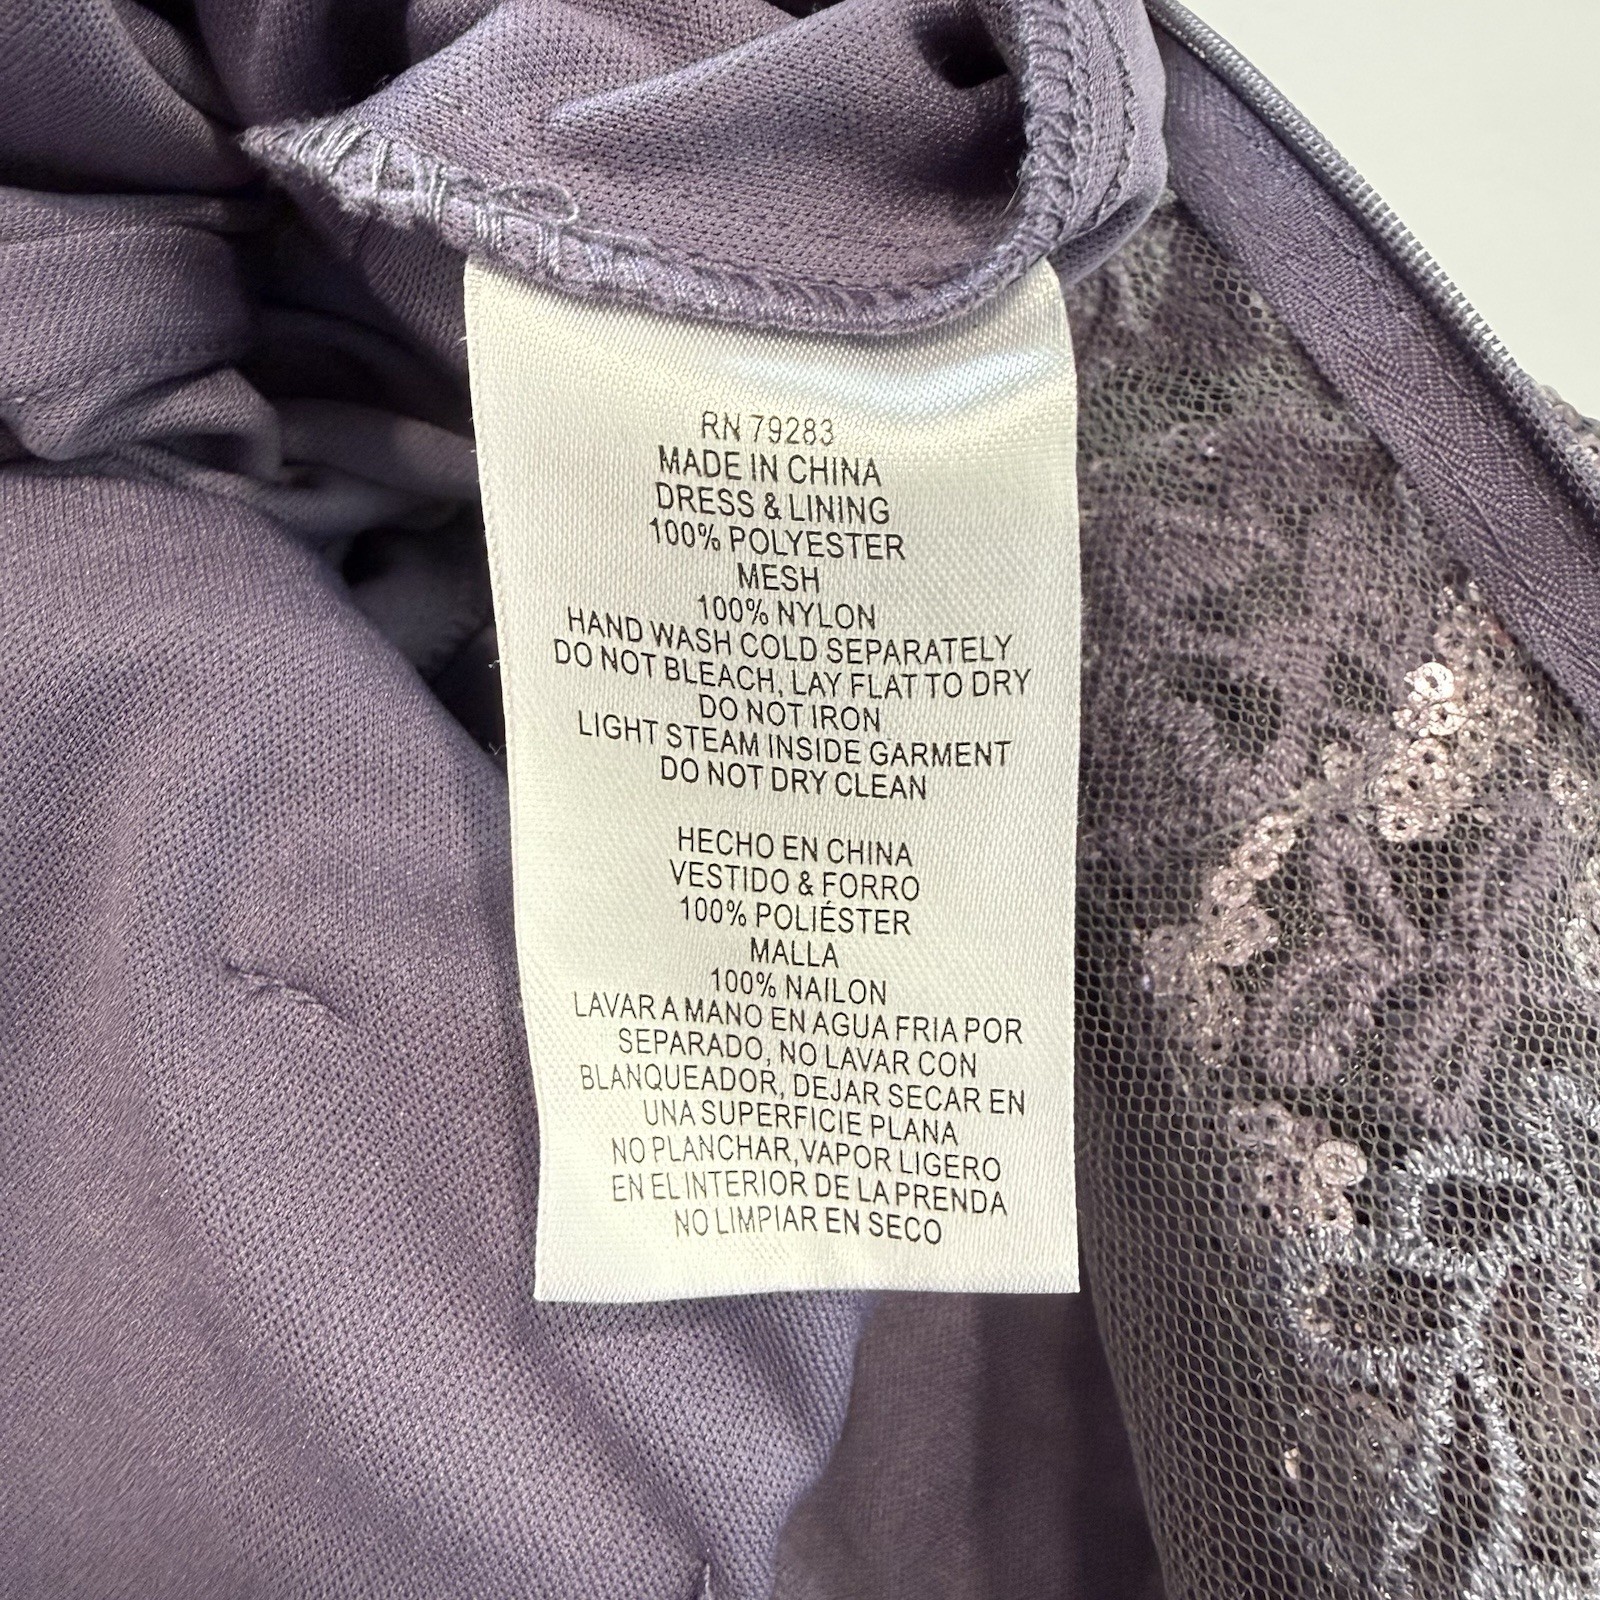 RN 79283
MADE IN CHINA
DRESS & LINING
100% POLYESTER
MESH
100% NYLON
HAND WASH COLD SEPARATELY
DO NOT BLEACH, LAY FLAT TO DRY
DO NOT IRON
LIGHT STEAM INSIDE GARMENT
DO NOT DRY CLEAN
HECHO EN CHINA
VESTIDO & FORRO
100% POLIÉSTER
MALLA
100% NAILON
LAVAR A MANO EN AGUA FRIA POR
SEPARADO, NO LAVAR CON
BLANQUEADOR, DEJAR SECAR EN
UNA SUPERFICIE PLANA
NO PLANCHAR, VAPOR LIGERO
EN EL INTERIOR DE LA PRENDA
NO LIMPIAR EN SECO